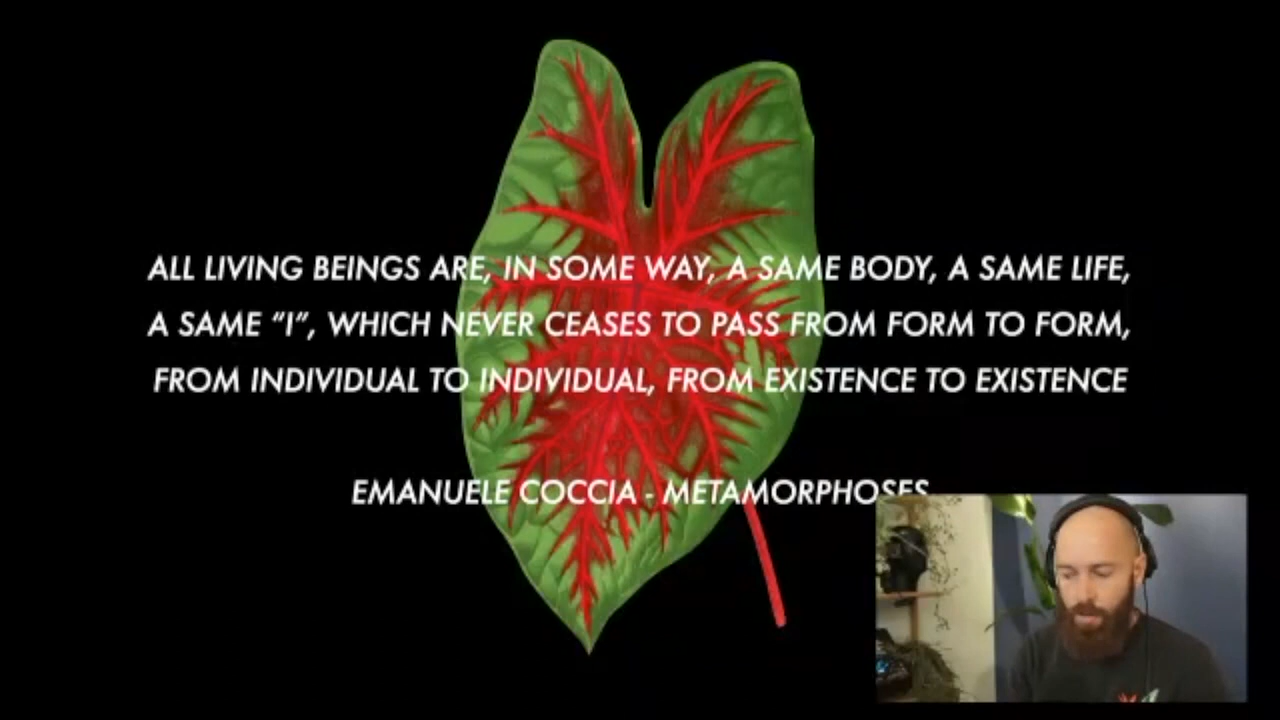 ALL LIVING BEINGS ARE, IN SOME WAY, A SAME BODY, A SAME LIFE,
A SAME “I”, WHICH NEVER CEASES TO PASS FROM FORM TO FORM,
FROM INDIVIDUAL TO INDIVIDUAL, FROM EXISTENCE TO EXISTENCE
EMANUELE COCCIA - METAMORPHOSES